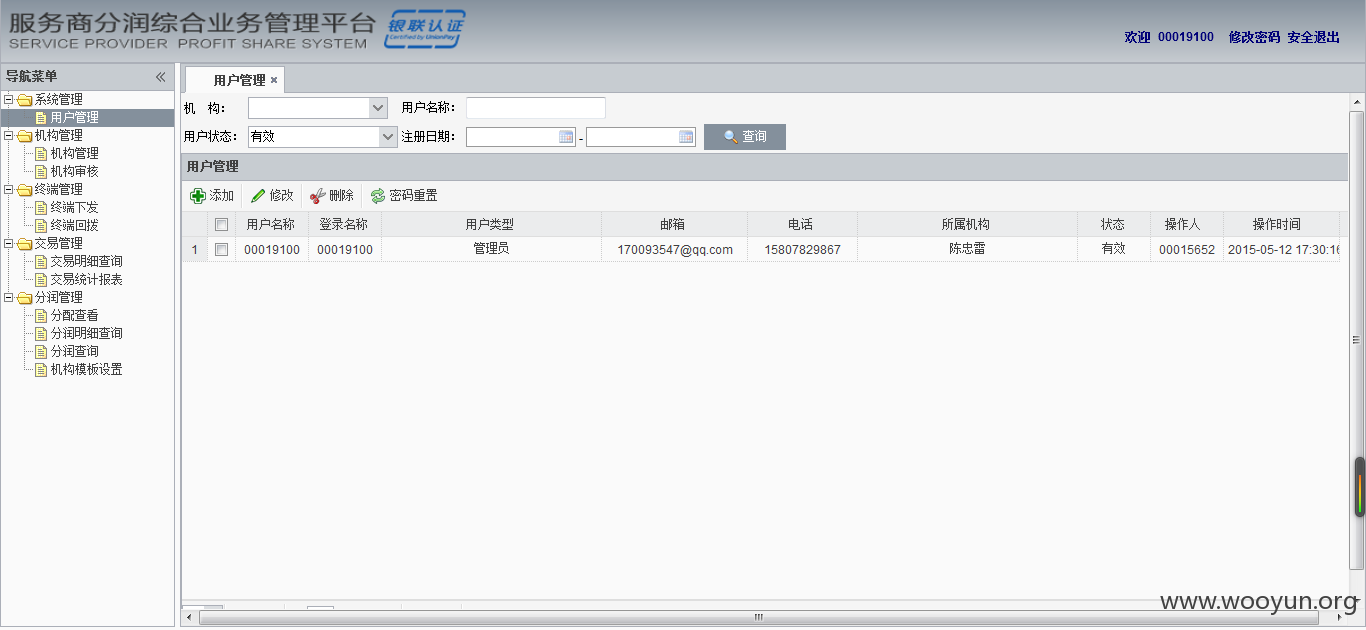 服务商分润综合业务管理平台
SERVICE PROVIDER PROFIT SHARE SYSTEM
银联认证
Certified by UnionPay
欢迎 00019100 修改密码 安全退出
导航菜单
系统管理
用户管理
机构管理
机构管理
机构审核
终端管理
终端下发
终端回拨
交易管理
交易明细查询
交易统计报表
分润管理
分配查看
分润明细查询
分润查询
机构模板设置
用户管理
机 构: 用户名称:
用户状态: 有效 注册日期: - 查询
用户管理
添加 修改 删除 密码重置
用户名称 登录名称 用户类型 邮箱 电话 所属机构 状态 操作人 操作时间
1 00019100 00019100 管理员 170093547@qq.com 15807829867 陈忠雷 有效 00015652 2015-05-12 17:30:16
www.wooyun.org